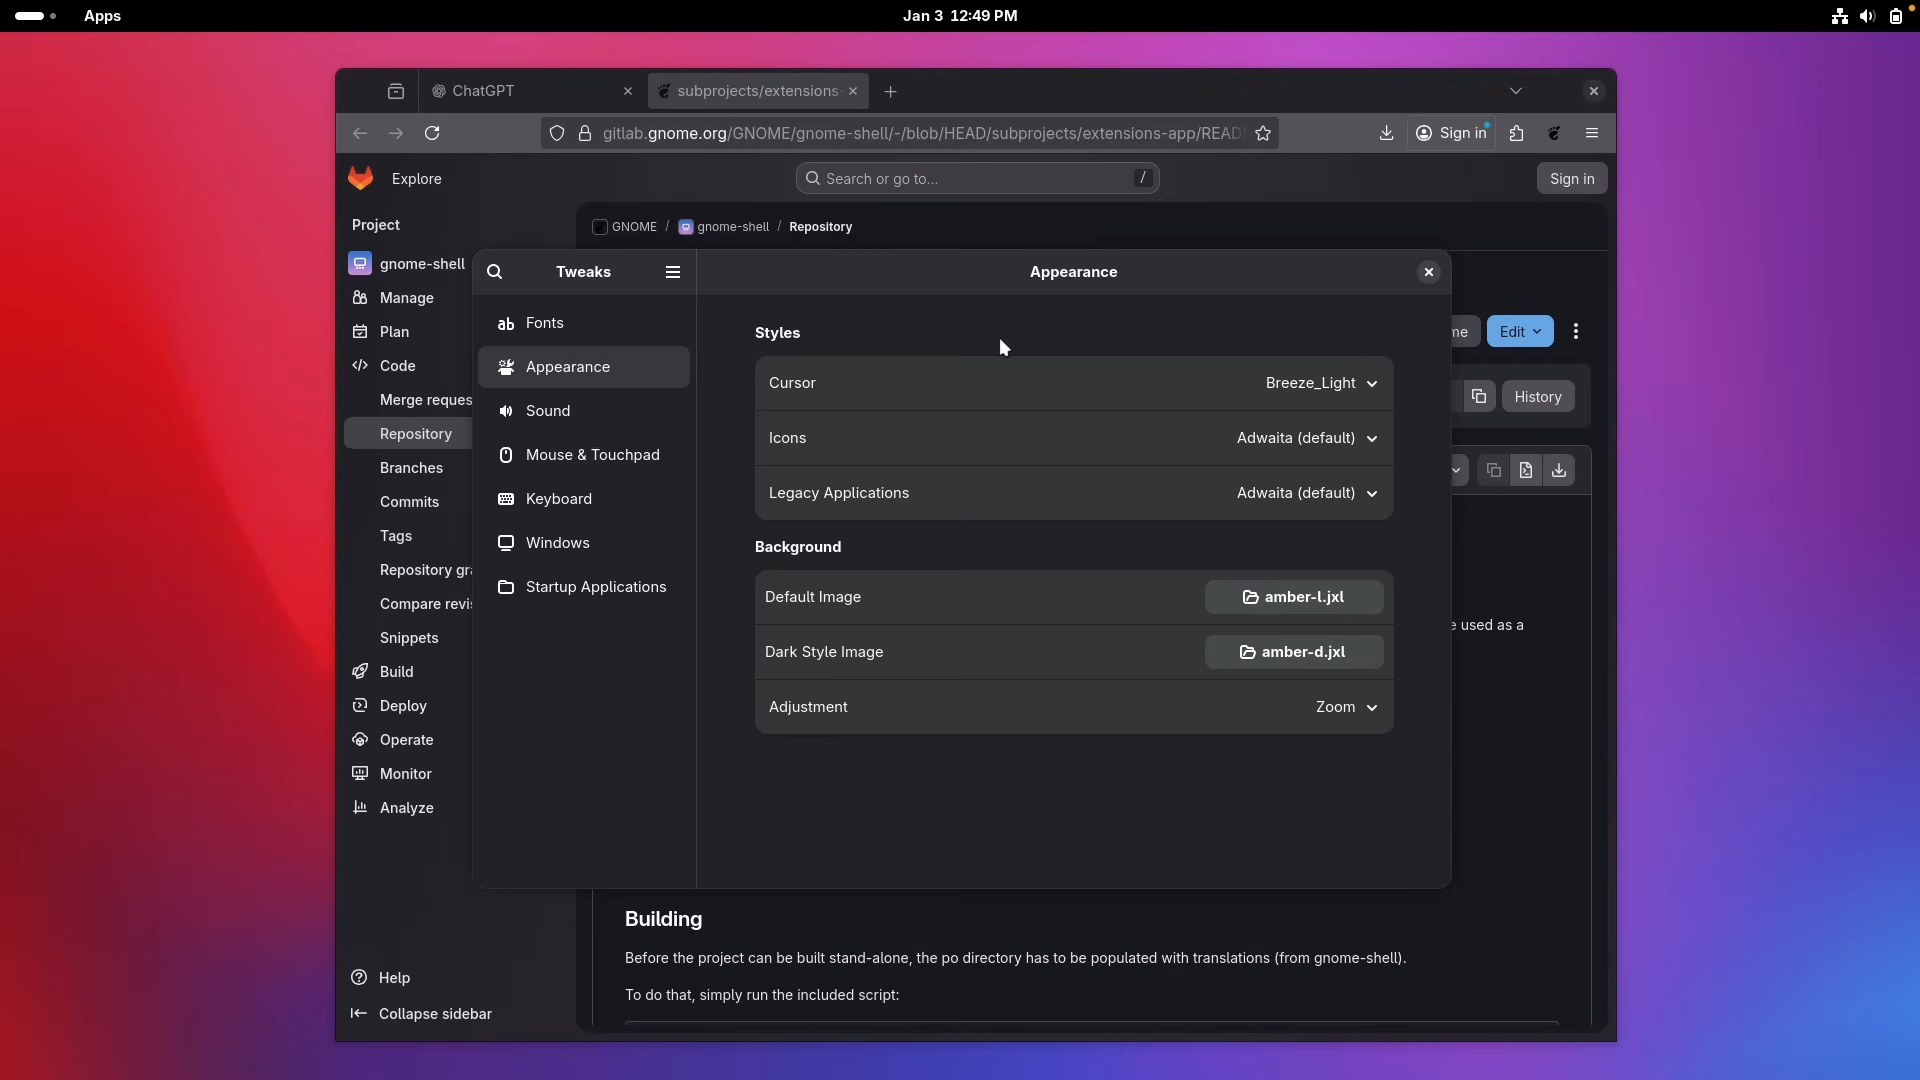 Apps
Jan 3 12:49 PM
ChatGPT
subprojects/extensions-
gitlab.gnome.org/GNOME/gnome-shell/-/blob/HEAD/subprojects/extensions-app/READ
Sign in
Explore
Search or go to...
/
Sign in
Project
gnome-shell
Manage
Plan
Code
Merge reques
Repository
Branches
Commits
Tags
Repository gra
Compare revis
Snippets
Build
Deploy
Operate
Monitor
Analyze
Help
Collapse sidebar
GNOME / gnome-shell / Repository
me
Edit
History
Tweaks
Fonts
Appearance
Sound
Mouse & Touchpad
Keyboard
Windows
Startup Applications
Appearance
Styles
Cursor Breeze_Light
Icons Adwaita (default)
Legacy Applications Adwaita (default)
Background
Default Image amber-l.jxl
Dark Style Image amber-d.jxl
Adjustment Zoom
e used as a
Building
Before the project can be built stand-alone, the po directory has to be populated with translations (from gnome-shell).
To do that, simply run the included script: